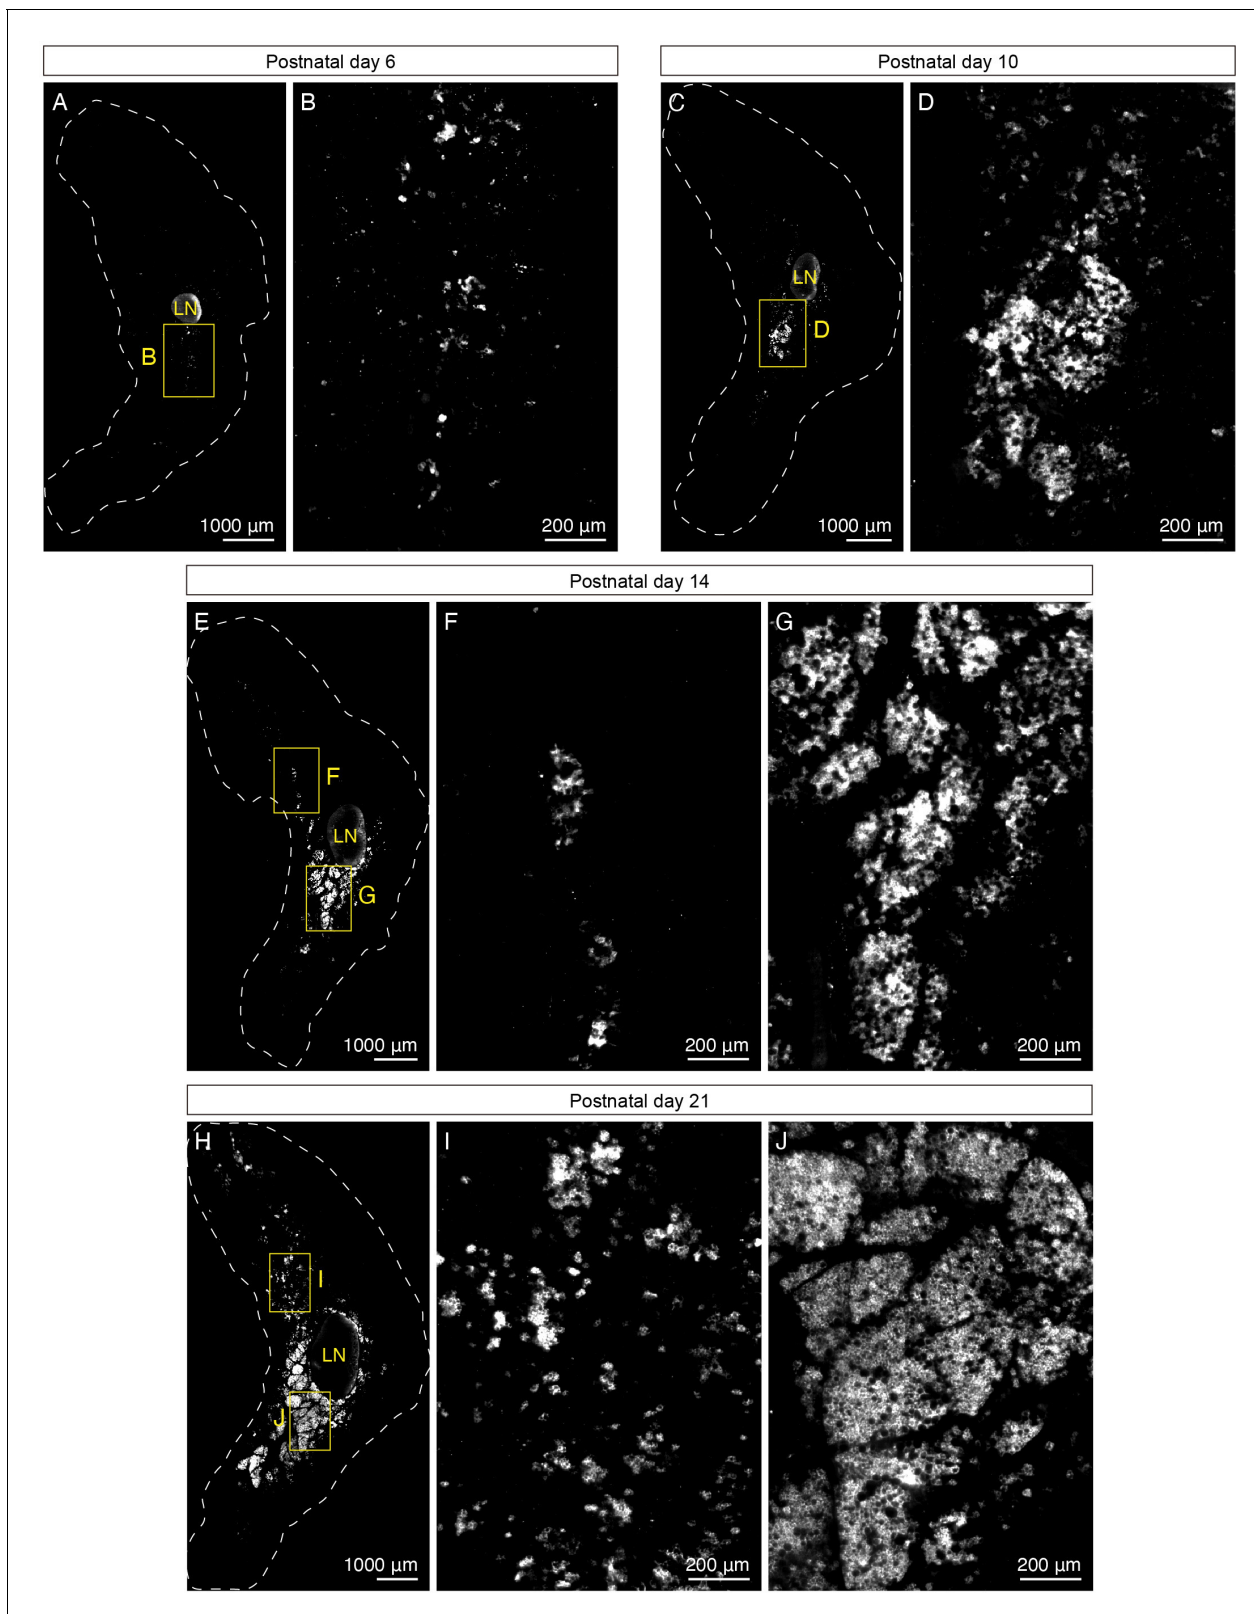 Postnatal day 6
Postnatal day 10
A
B
C
D
LN
B
LN
D
1000 µm
200 µm
1000 µm
200 µm
Postnatal day 14
E
F
G
F
LN
G
1000 µm
200 µm
200 µm
Postnatal day 21
H
I
J
I
LN
J
1000 µm
200 µm
200 µm